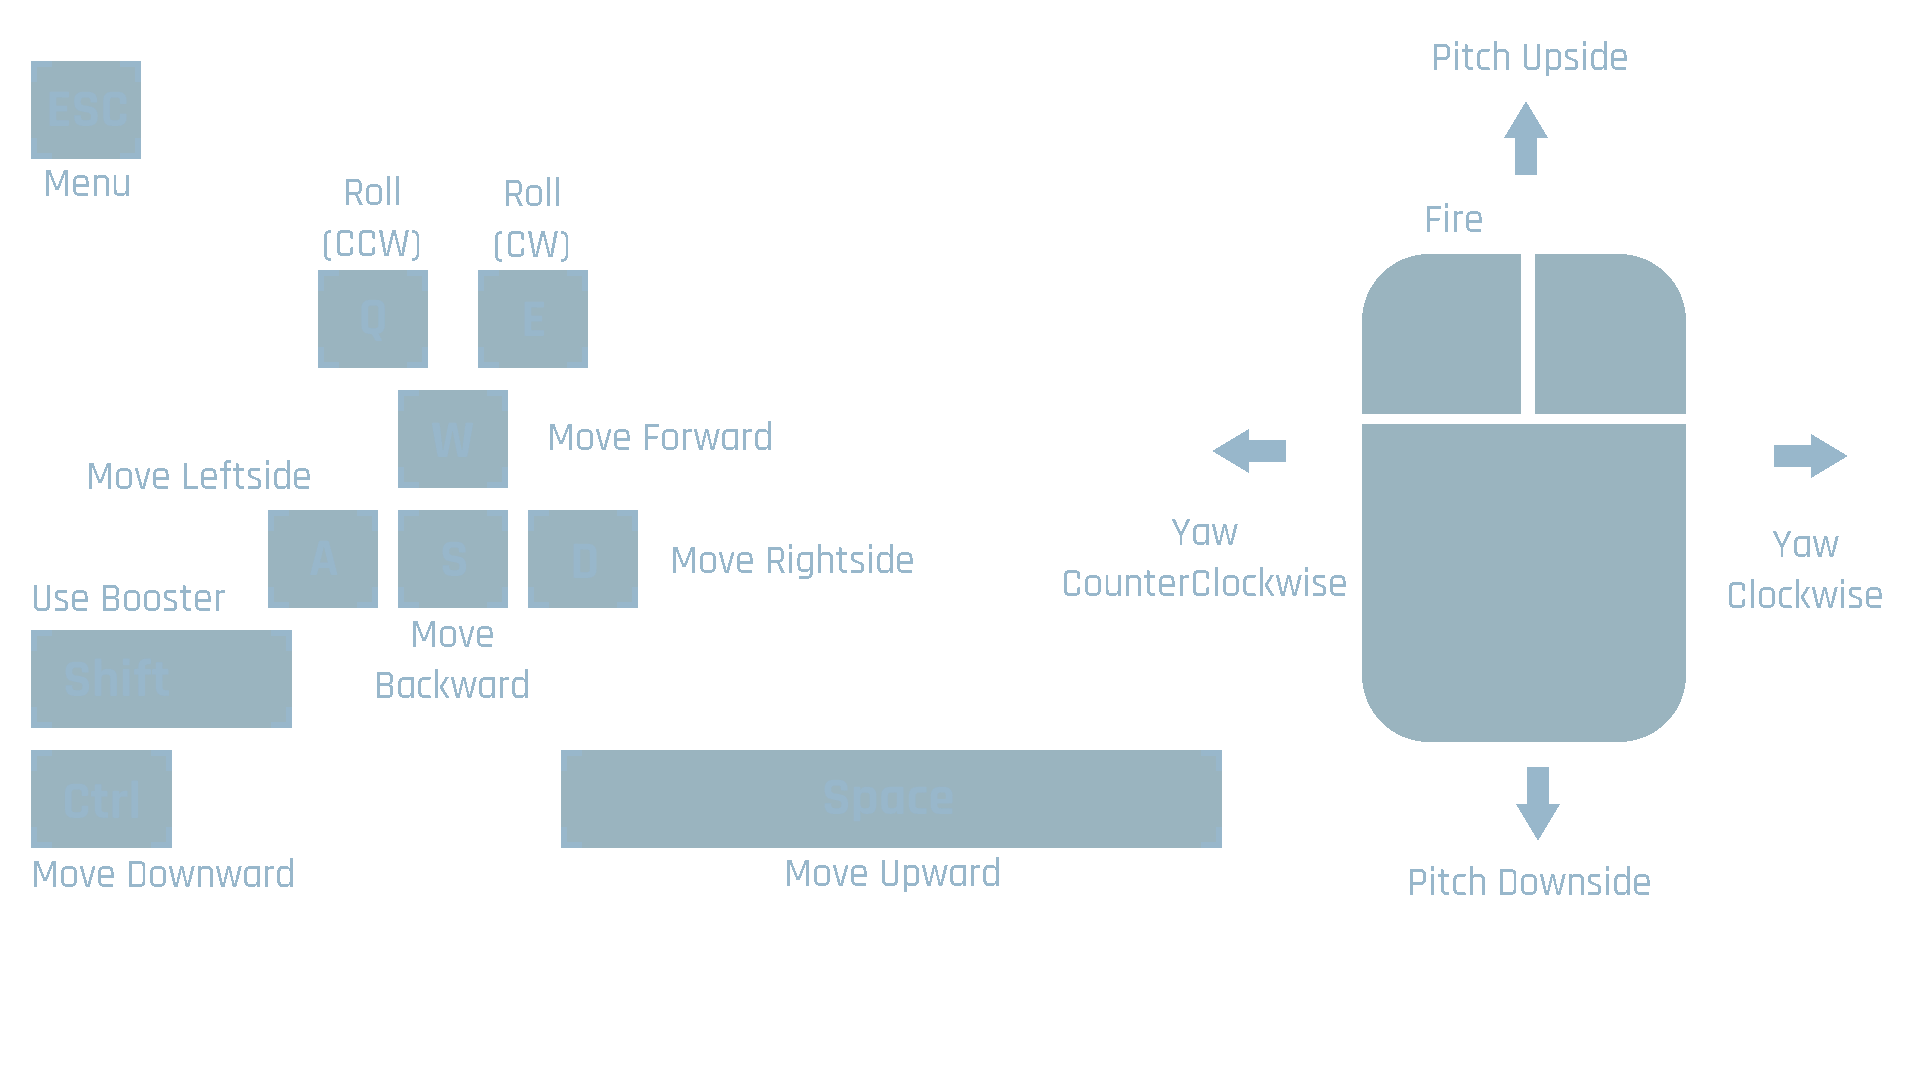 ESC
Menu
Roll
(CCW)
Roll
(CW)
Q
E
W
Move Forward
Move Leftside
A
S
D
Move Rightside
Use Booster
Move
Backward
Shift
Ctrl
Move Downward
Space
Move Upward
Pitch Upside
Fire
Yaw
CounterClockwise
Yaw
Clockwise
Pitch Downside